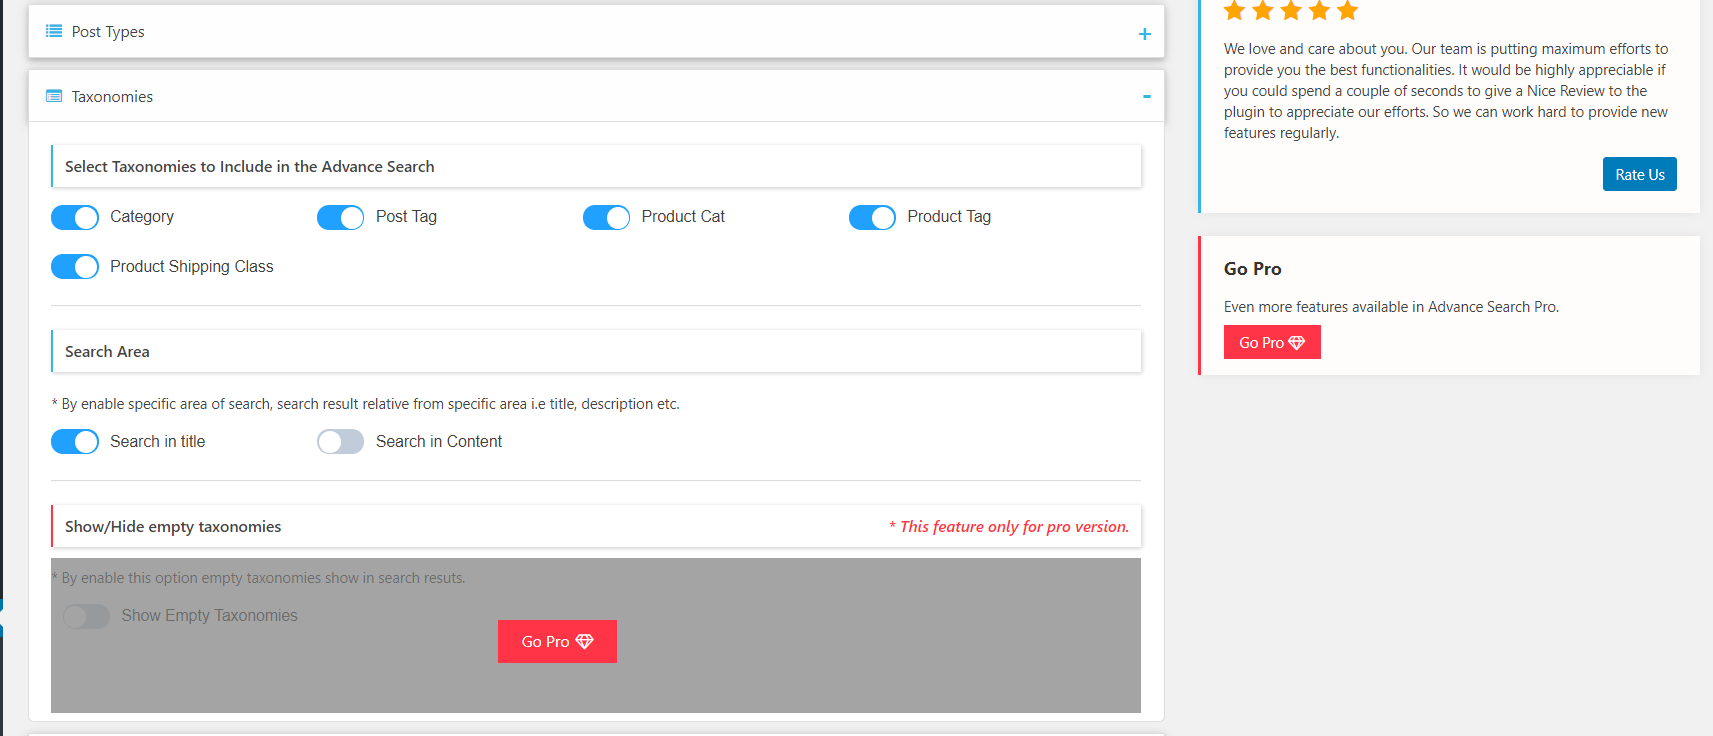 Post Types
+
Taxonomies
-
Select Taxonomies to Include in the Advance Search
Category
Post Tag
Product Cat
Product Tag
Product Shipping Class
Search Area
* By enable specific area of search, search result relative from specific area i.e title, description etc.
Search in title
Search in Content
Show/Hide empty taxonomies
* This feature only for pro version.
* By enable this option empty taxonomies show in search resuts.
Show Empty Taxonomies
Go Pro
We love and care about you. Our team is putting maximum efforts to
provide you the best functionalities. It would be highly appreciable if
you could spend a couple of seconds to give a Nice Review to the
plugin to appreciate our efforts. So we can work hard to provide new
features regularly.
Rate Us
Go Pro
Even more features available in Advance Search Pro.
Go Pro